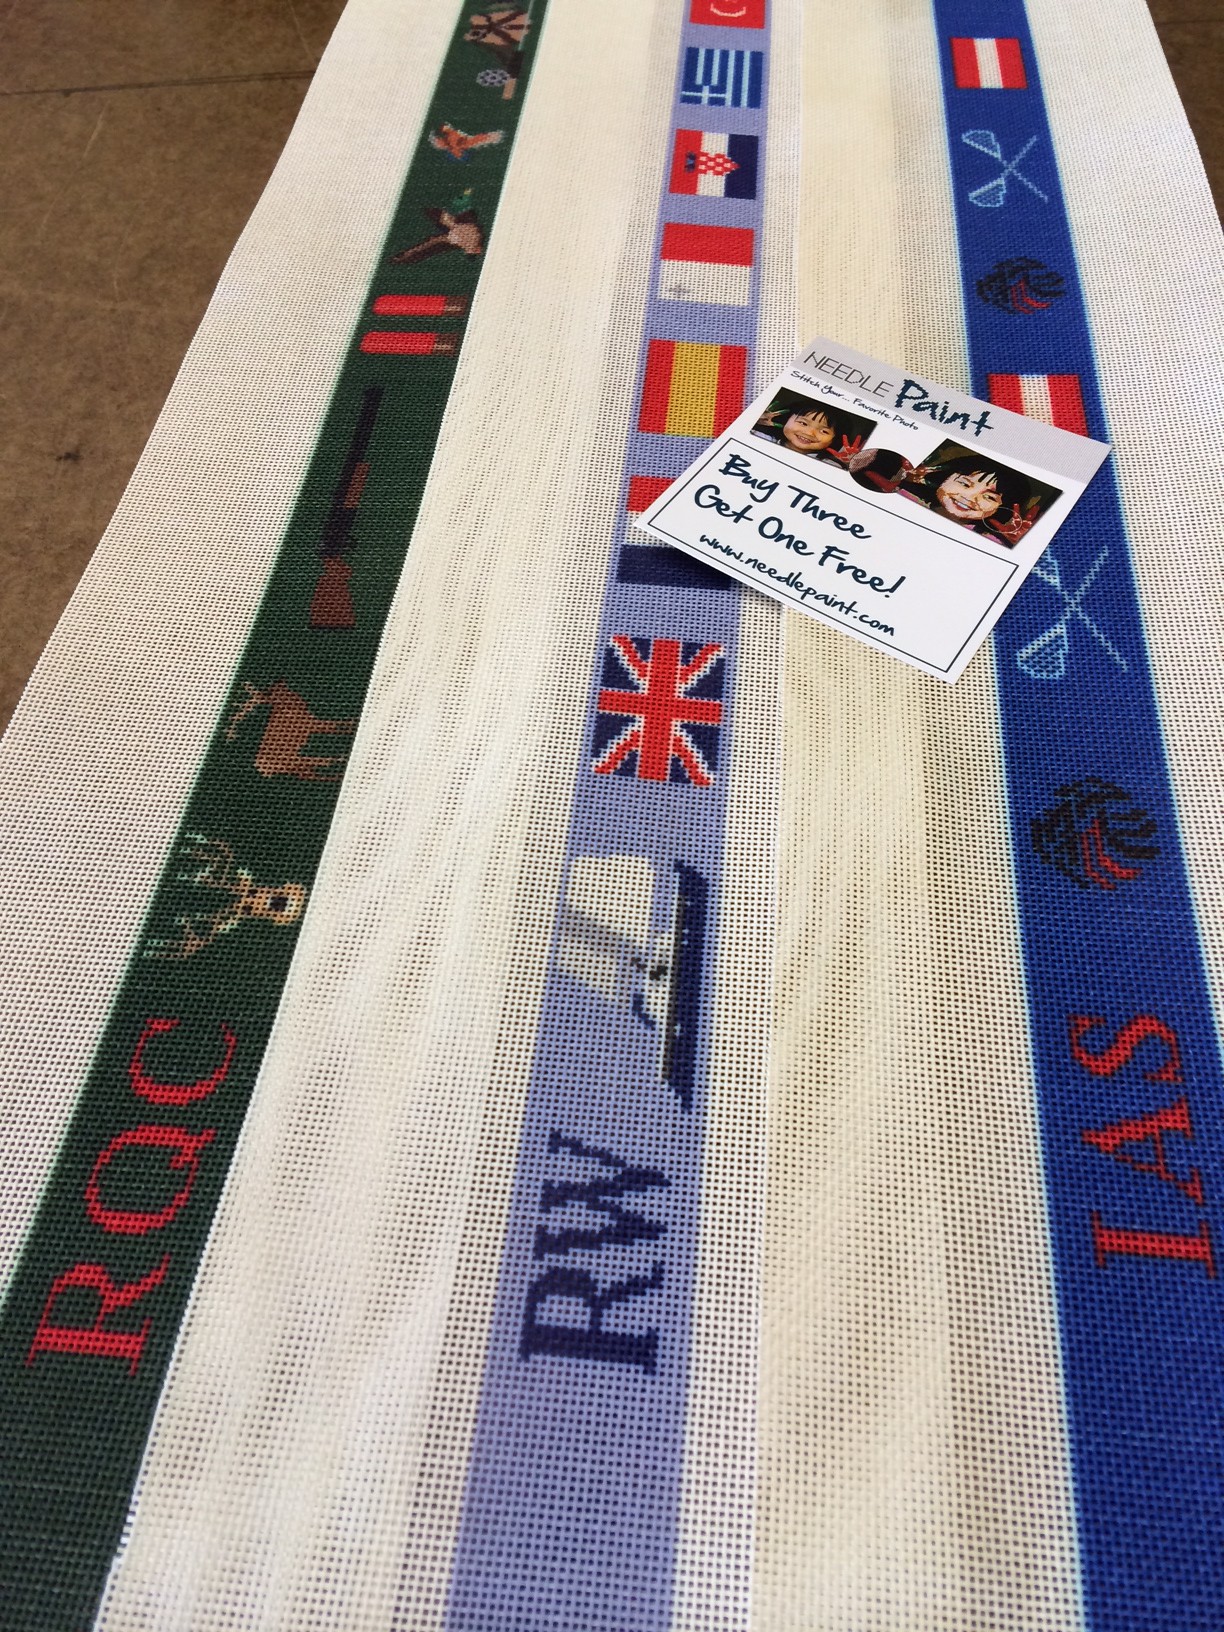 NEEDLE Paint
Stitch Your... Favorite Photo
Buy Three
Get One Free!
www.needlepaint.com
RQC
RW
IAS